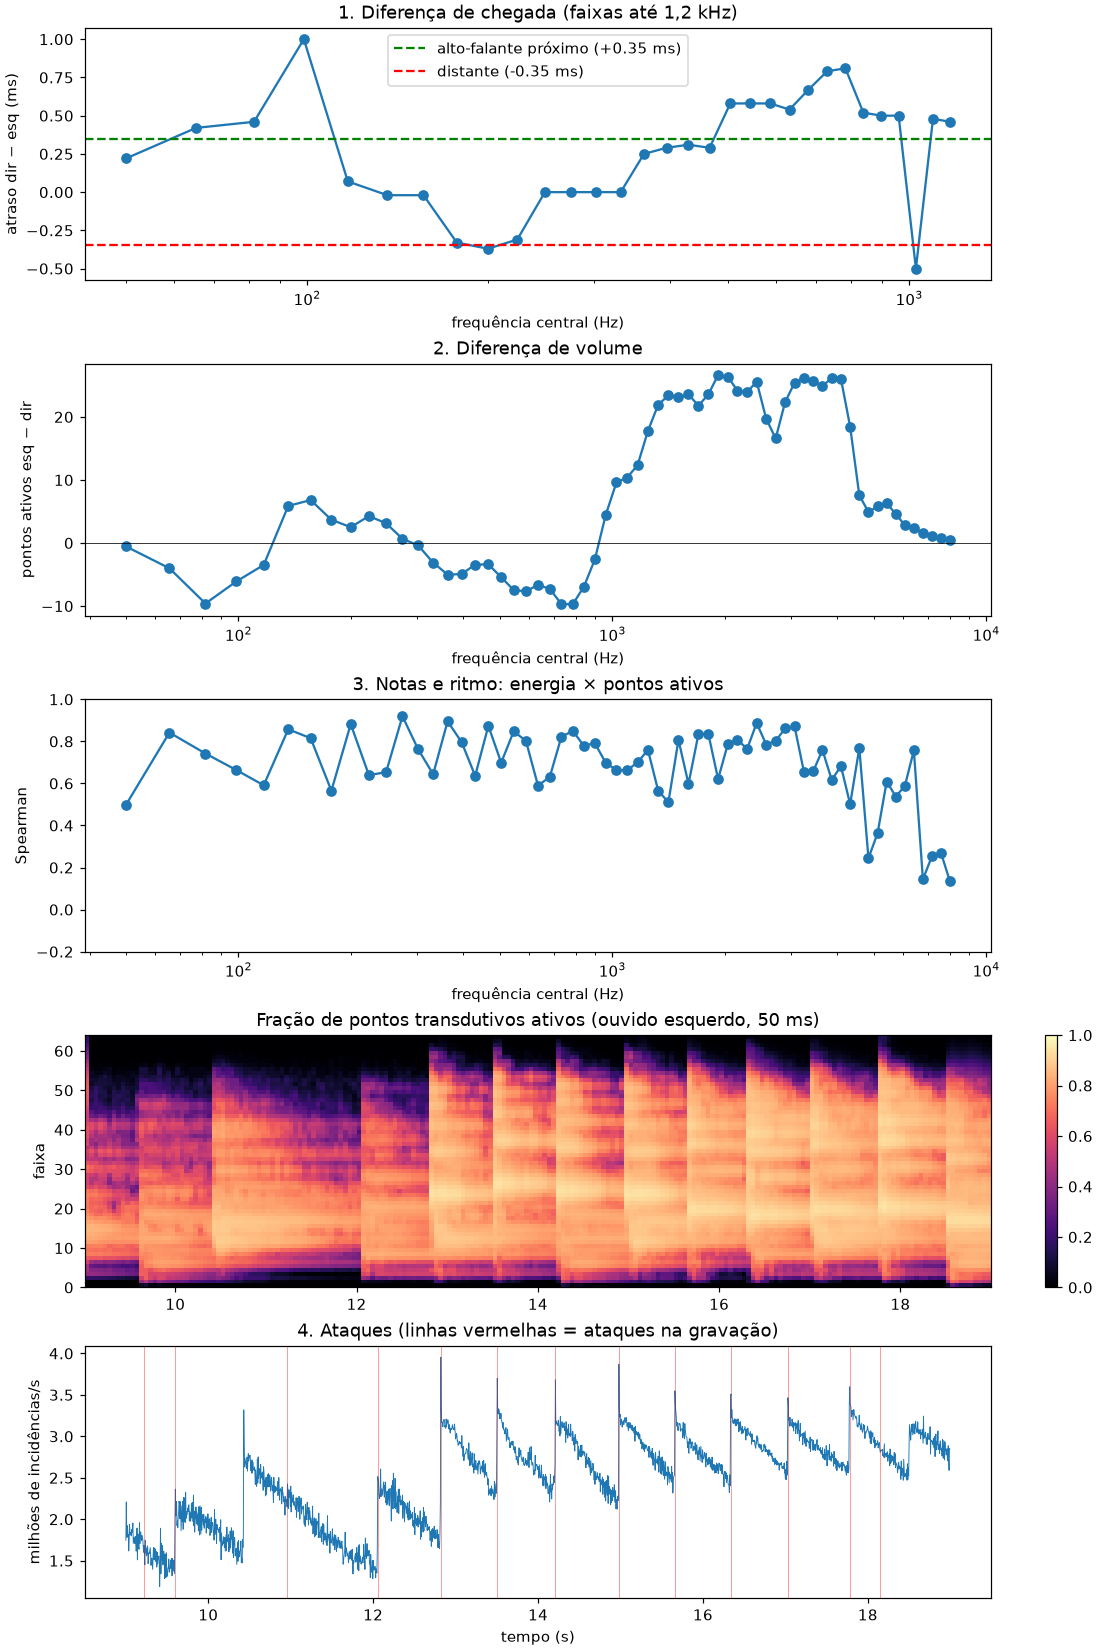 1. Diferença de chegada (faixas até 1,2 kHz)
atraso dir − esq (ms)
1.00
0.75
0.50
0.25
0.00
−0.25
−0.50
alto-falante próximo (+0.35 ms)
distante (-0.35 ms)
10² 10³
frequência central (Hz)
2. Diferença de volume
pontos ativos esq − dir
20
10
0
−10
10² 10³ 10⁴
frequência central (Hz)
3. Notas e ritmo: energia × pontos ativos
Spearman
1.0
0.8
0.6
0.4
0.2
0.0
−0.2
10² 10³ 10⁴
frequência central (Hz)
Fração de pontos transdutivos ativos (ouvido esquerdo, 50 ms)
faixa
60
50
40
30
20
10
0
10 12 14 16 18
1.0
0.8
0.6
0.4
0.2
0.0
4. Ataques (linhas vermelhas = ataques na gravação)
milhões de incidências/s
4.0
3.5
3.0
2.5
2.0
1.5
10 12 14 16 18
tempo (s)